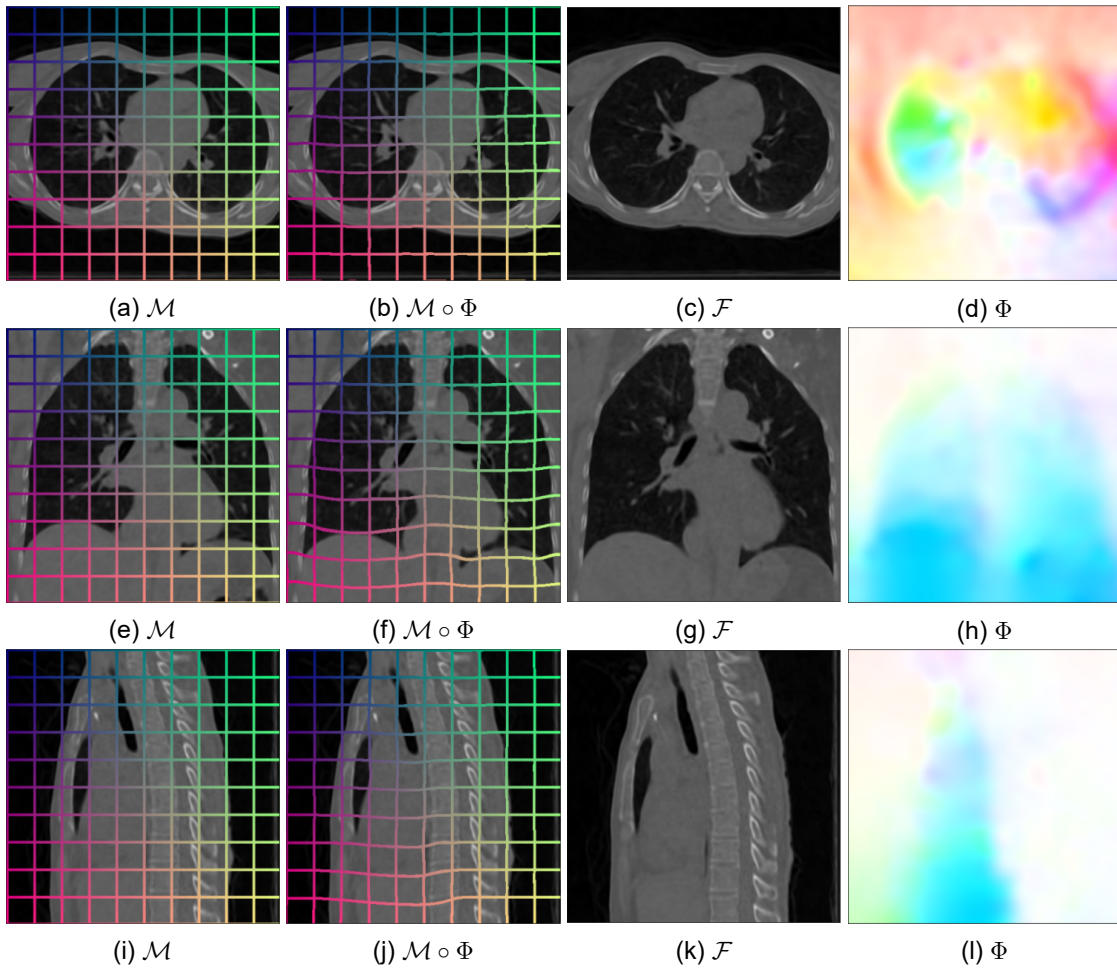 (a) ℳ (b) ℳ ∘ Φ (c) ℱ (d) Φ
(e) ℳ (f) ℳ ∘ Φ (g) ℱ (h) Φ
(i) ℳ (j) ℳ ∘ Φ (k) ℱ (l) Φ